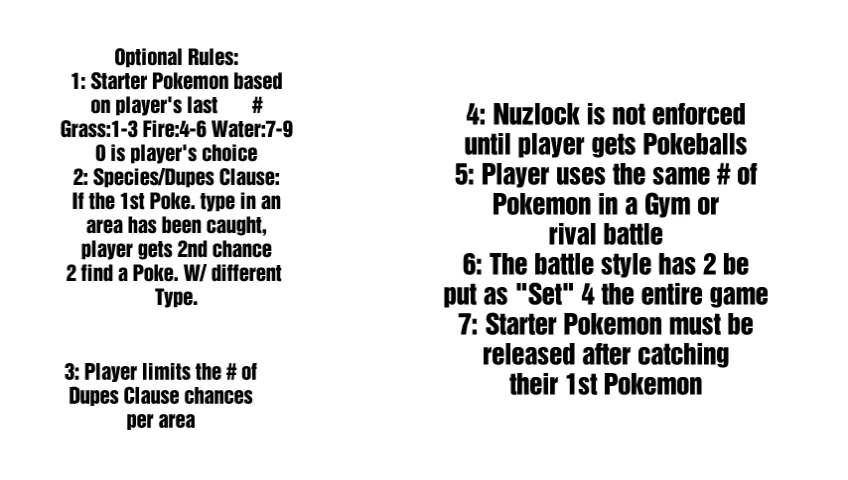 Optional Rules:
1: Starter Pokemon based
on player's last #
Grass:1-3 Fire:4-6 Water:7-9
0 is player's choice
2: Species/Dupes Clause:
If the 1st Poke. type in an
area has been caught,
player gets 2nd chance
2 find a Poke. W/ different
Type.
3: Player limits the # of
Dupes Clause chances
per area
4: Nuzlock is not enforced
until player gets Pokeballs
5: Player uses the same # of
Pokemon in a Gym or
rival battle
6: The battle style has 2 be
put as "Set" 4 the entire game
7: Starter Pokemon must be
released after catching
their 1st Pokemon